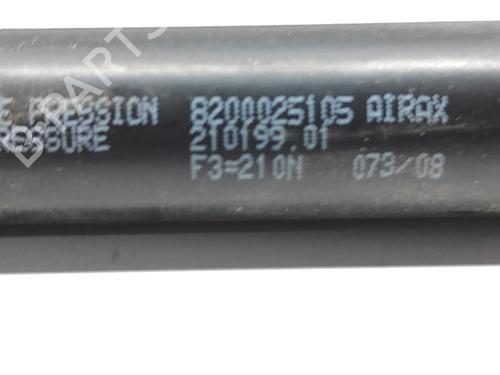 E PRESSION 8200025105 AIRAX
RESSURE 210199.01
F3=210N 073/08